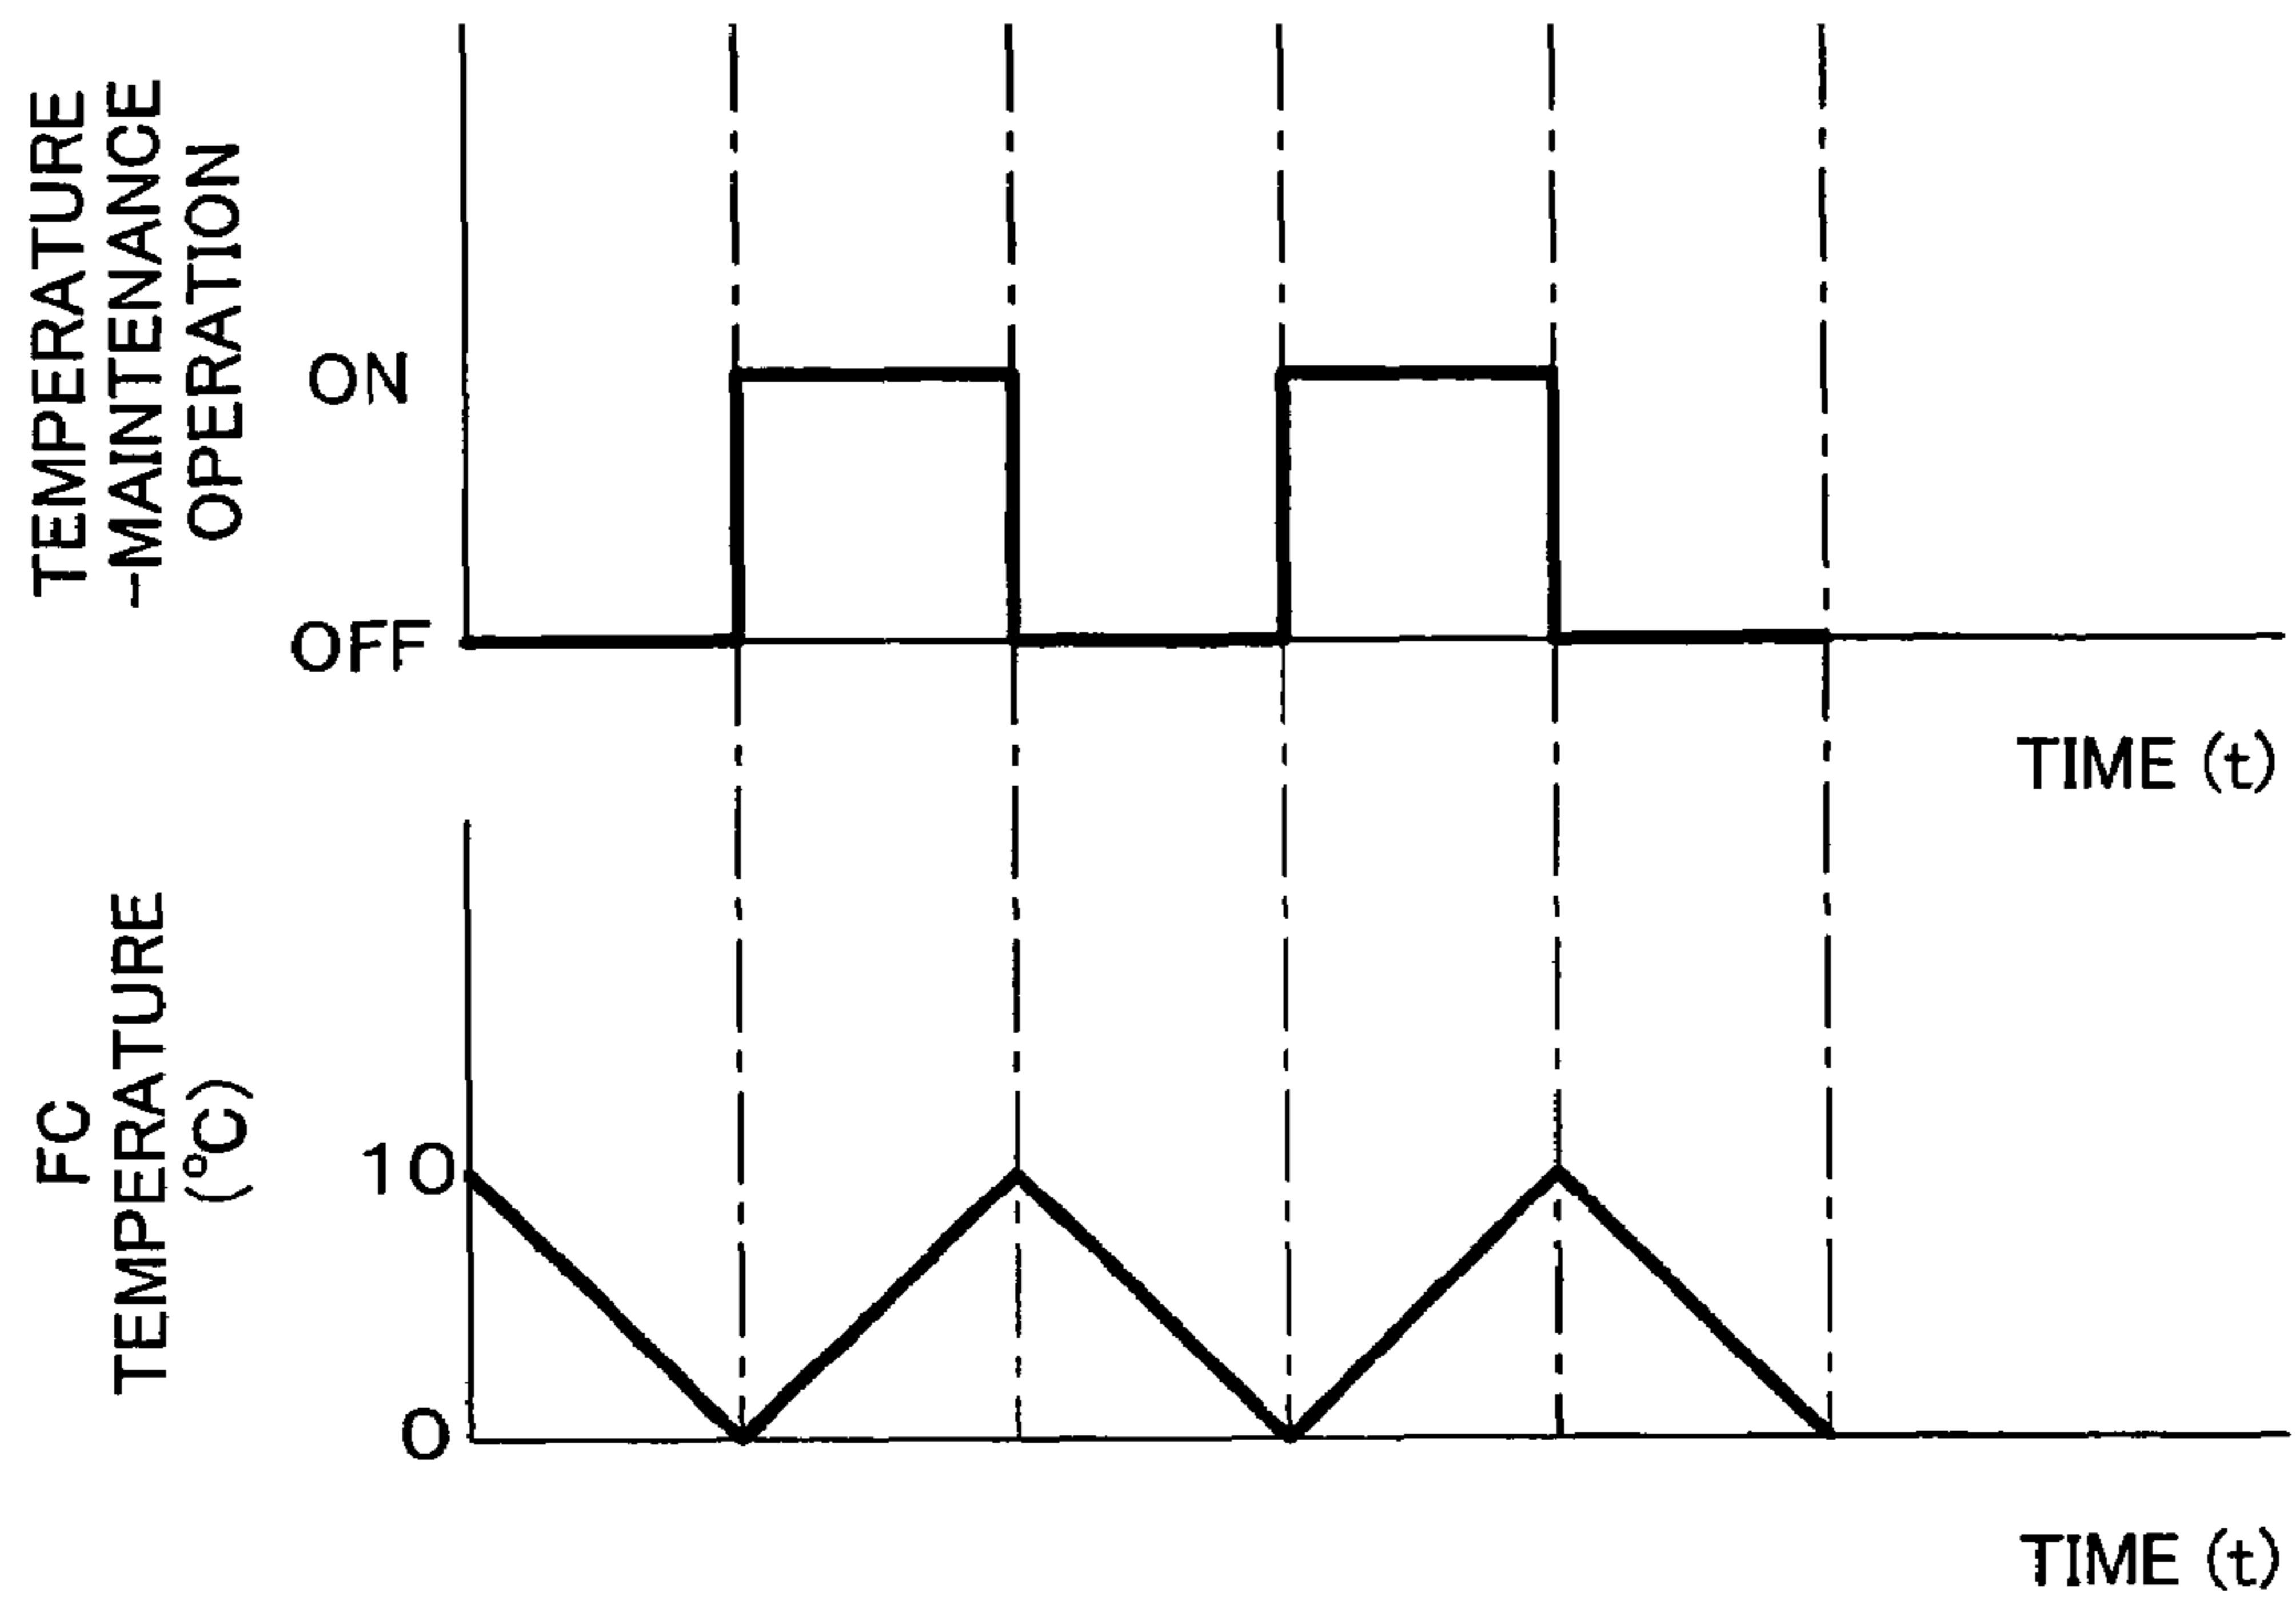 TEMPERATURE
-MAINTENANCE
OPERATION
ON
OFF
TIME (t)
FC
TEMPERATURE
(°C)
10
0
TIME (t)